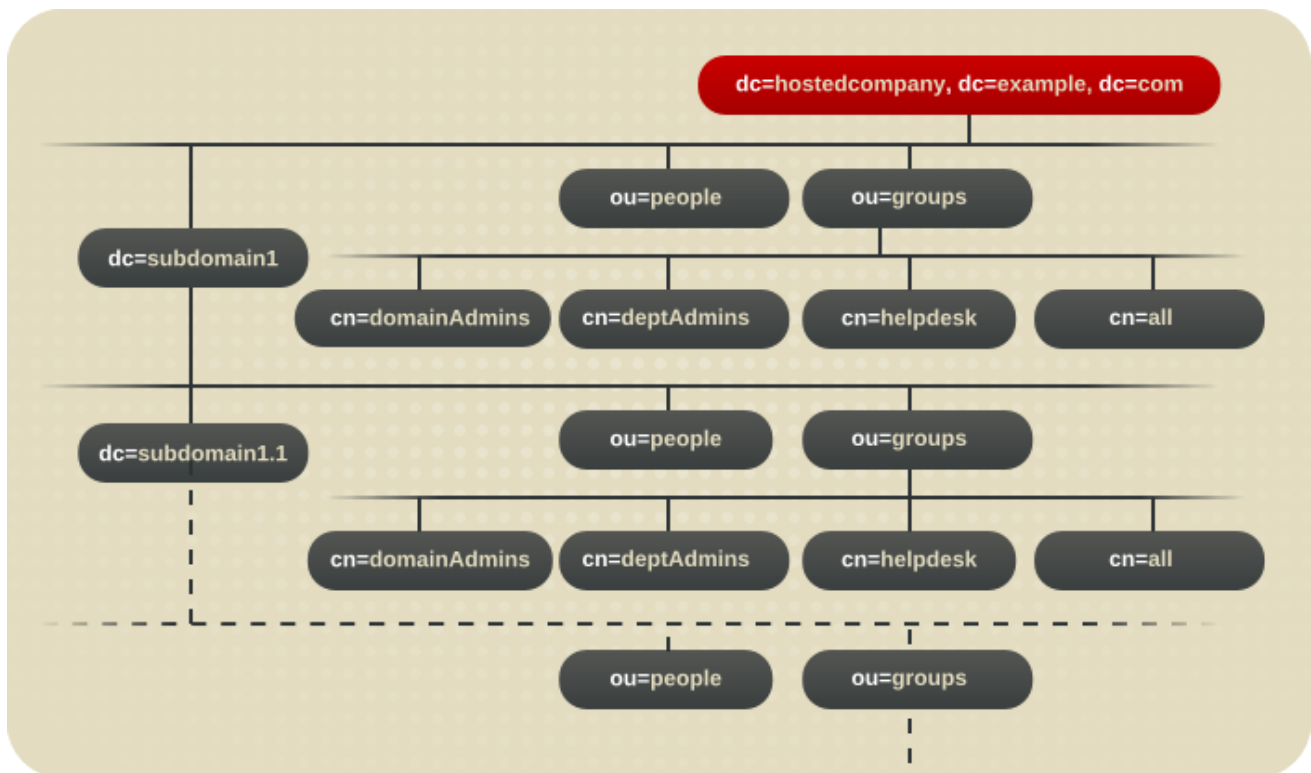 dc=hostedcompany, dc=example, dc=com
ou=people
ou=groups
dc=subdomain1
cn=domainAdmins
cn=deptAdmins
cn=helpdesk
cn=all
ou=people
ou=groups
dc=subdomain1.1
cn=domainAdmins
cn=deptAdmins
cn=helpdesk
cn=all
ou=people
ou=groups